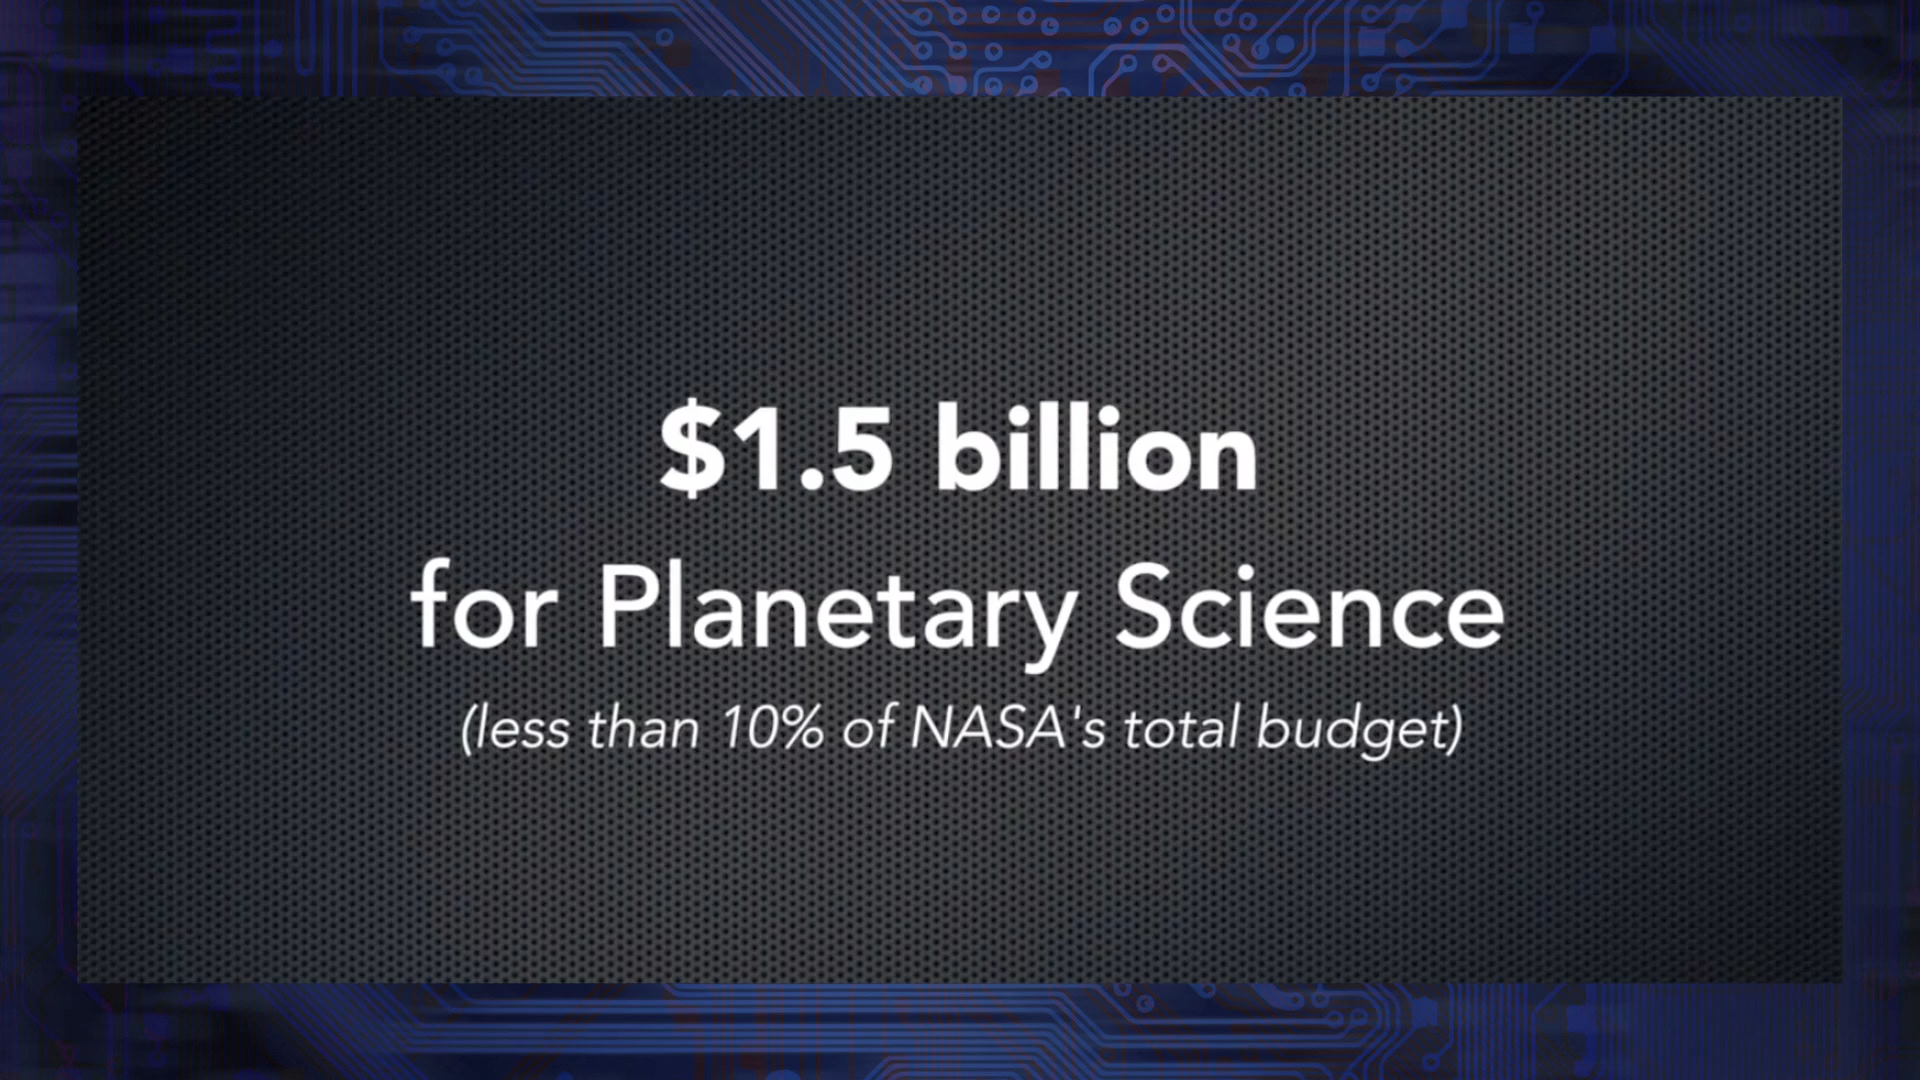 $1.5 billion
for Planetary Science
(less than 10% of NASA's total budget)